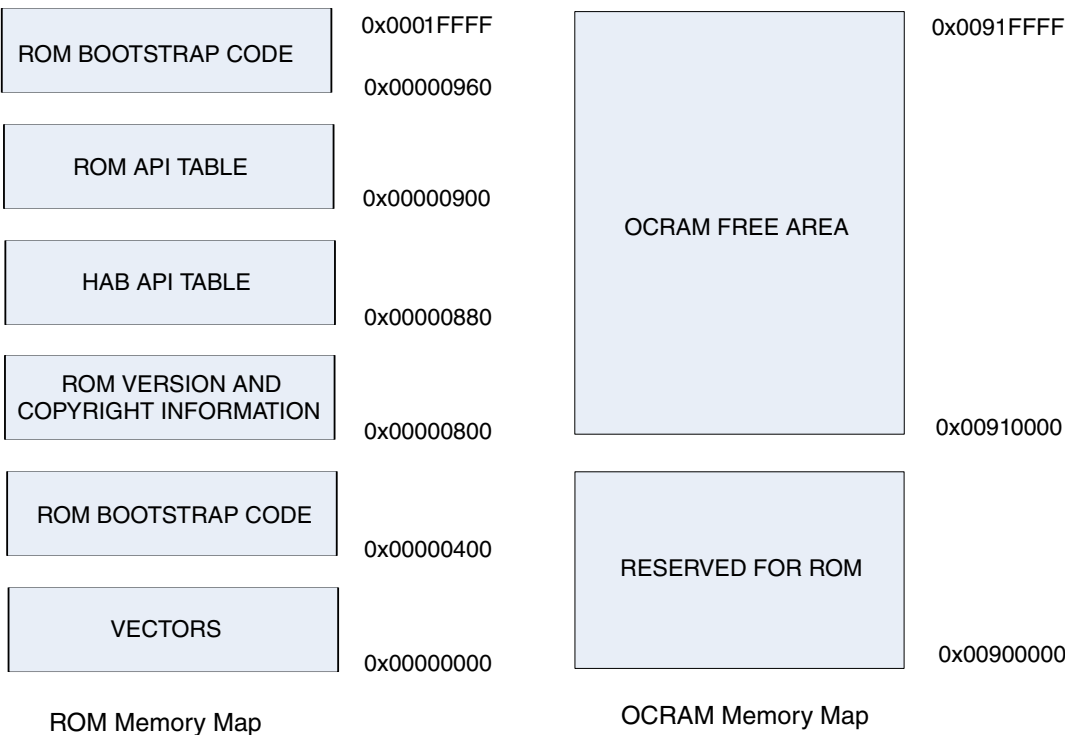 ROM BOOTSTRAP CODE
0x0001FFFF
0x00000960
ROM API TABLE
0x00000900
HAB API TABLE
0x00000880
ROM VERSION AND
COPYRIGHT INFORMATION
0x00000800
ROM BOOTSTRAP CODE
0x00000400
VECTORS
0x00000000
ROM Memory Map
0x0091FFFF
OCRAM FREE AREA
0x00910000
RESERVED FOR ROM
0x00900000
OCRAM Memory Map